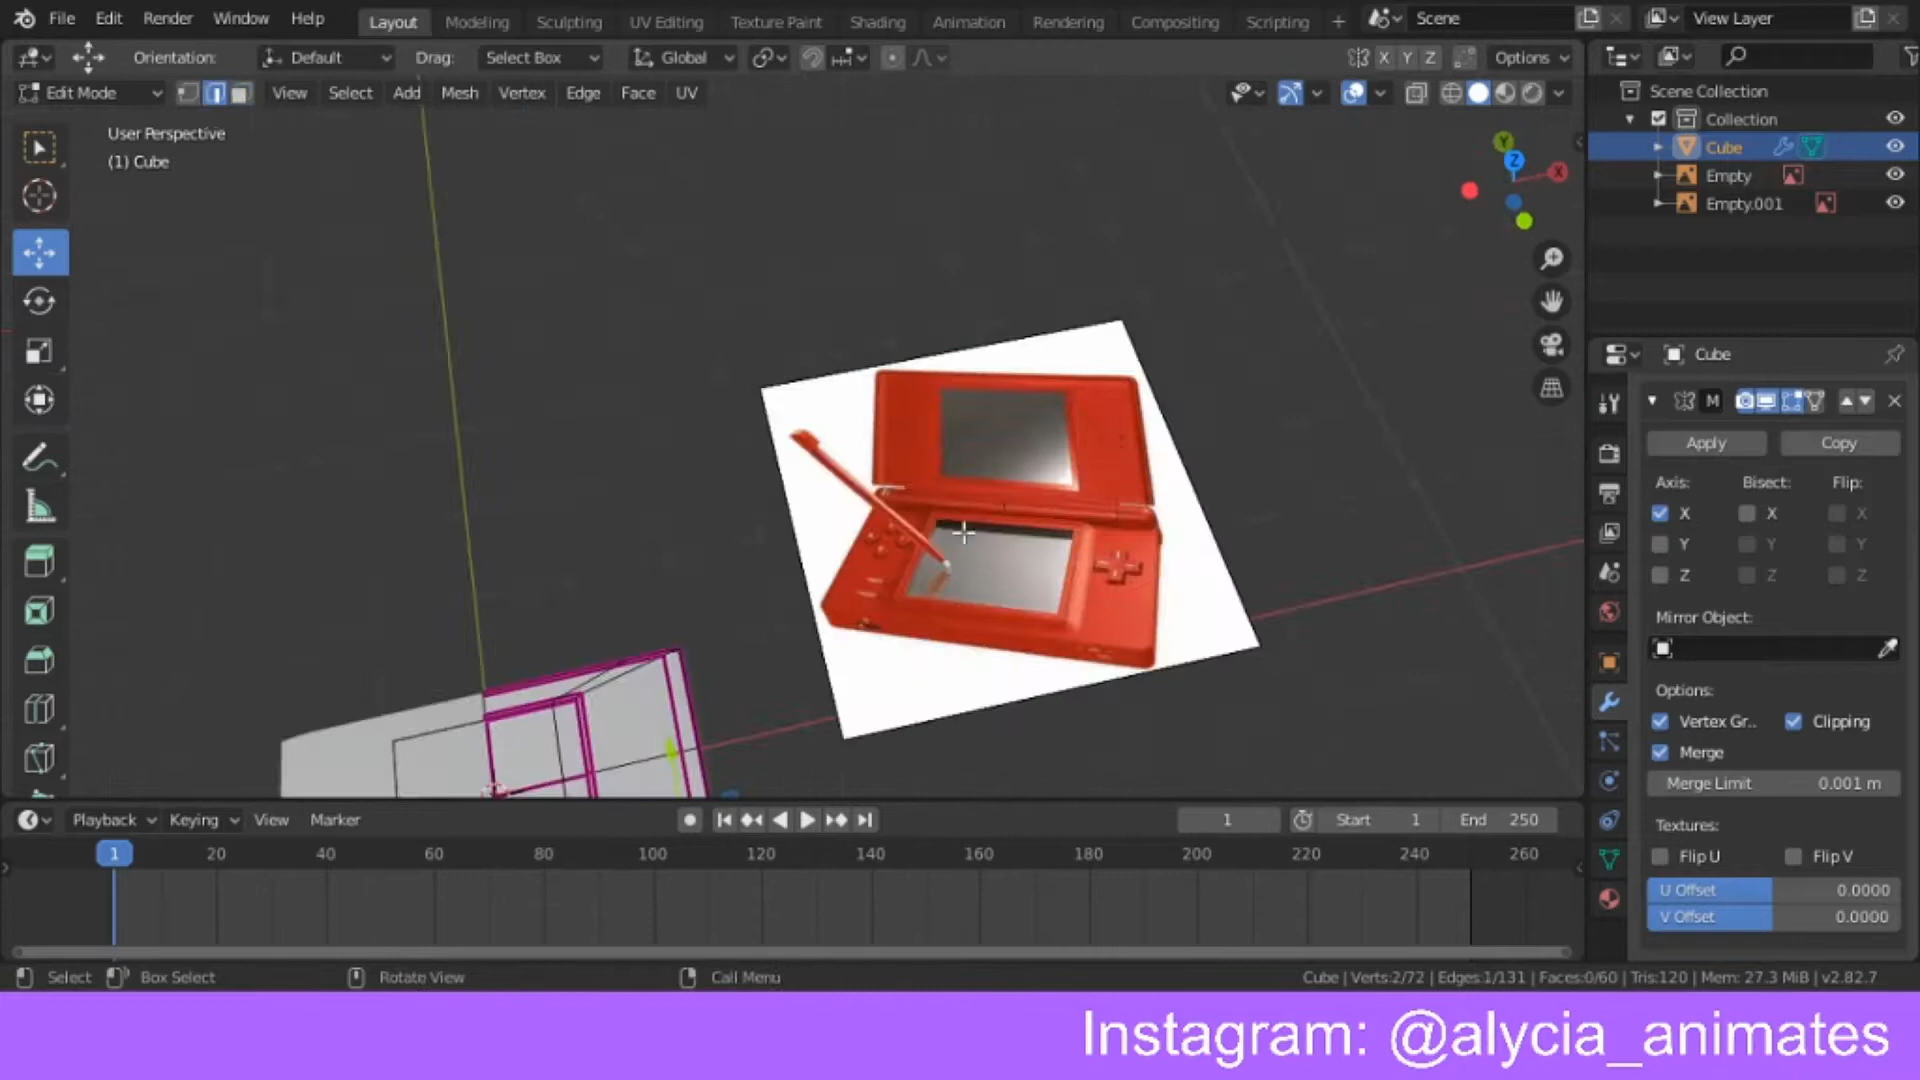 File Edit Render Window Help Layout Modeling Sculpting UV Editing Texture Paint Shading Animation Rendering Compositing Scripting + Scene View Layer
Orientation: Default Drag: Select Box Global X Y Z Options
Edit Mode View Select Add Mesh Vertex Edge Face UV
User Perspective
(1) Cube
Y
Z
X
Scene Collection
Collection
Cube
Empty
Empty.001
Cube
M
Apply Copy
Axis: Bisect: Flip:
X X X
Y Y Y
Z Z Z
Mirror Object:
Options:
Vertex Gr.. Clipping
Merge
Merge Limit 0.001 m
Textures:
Flip U Flip V
U Offset 0.0000
V Offset 0.0000
Playback Keying View Marker 1 Start 1 End 250
1 20 40 60 80 100 120 140 160 180 200 220 240 260
Select Box Select Rotate View Call Menu Cube | Verts:2/72 | Edges:1/131 | Faces:0/60 | Tris:120 | Mem: 27.3 MiB | v2.82.7
Instagram: @alycia_animates